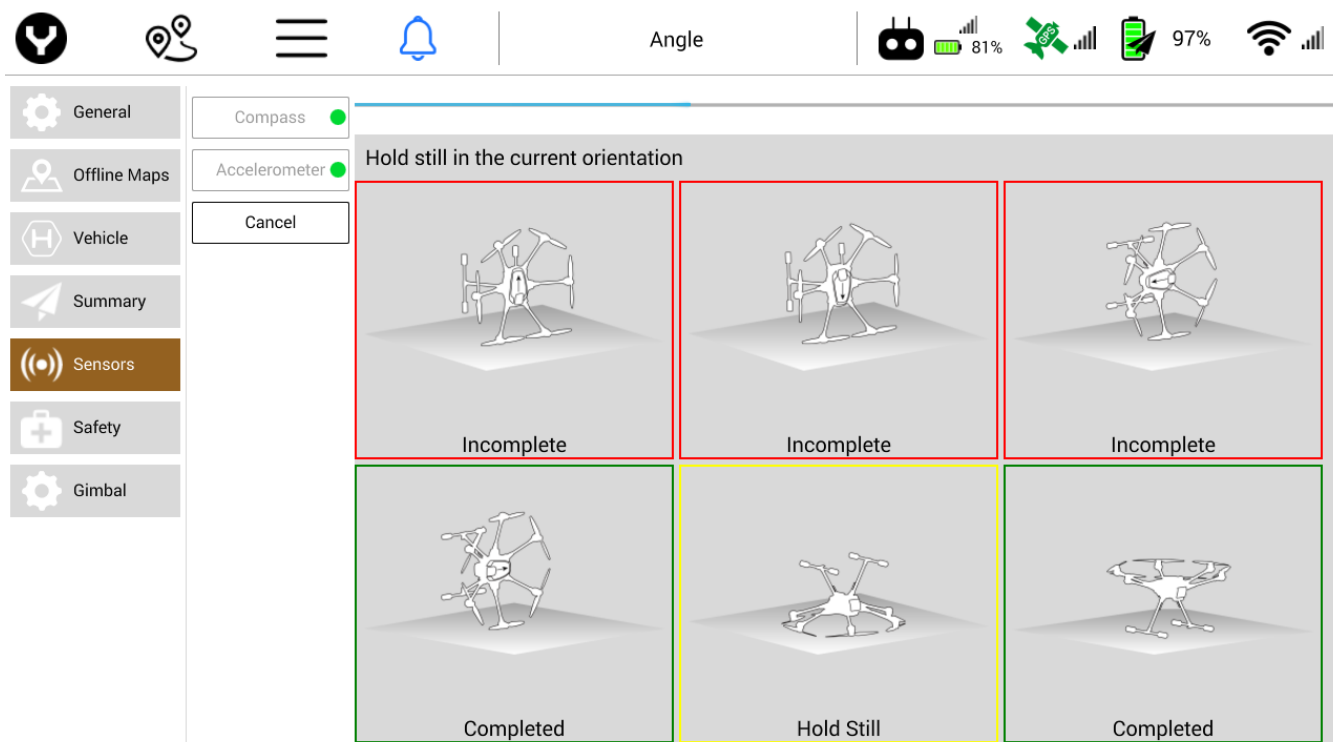 Angle
81%
GPS
97%
General
Offline Maps
Vehicle
Summary
Sensors
Safety
Gimbal
Compass
Accelerometer
Cancel
Hold still in the current orientation
Incomplete
Incomplete
Incomplete
Completed
Hold Still
Completed